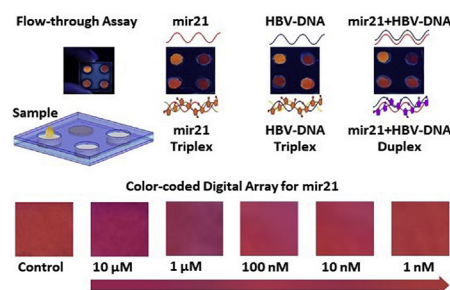 Flow-through Assay
mir21
HBV-DNA
mir21+HBV-DNA
Sample
mir21
Triplex
HBV-DNA
Triplex
mir21+HBV-DNA
Duplex
Color-coded Digital Array for mir21
Control
10 µM
1 µM
100 nM
10 nM
1 nM